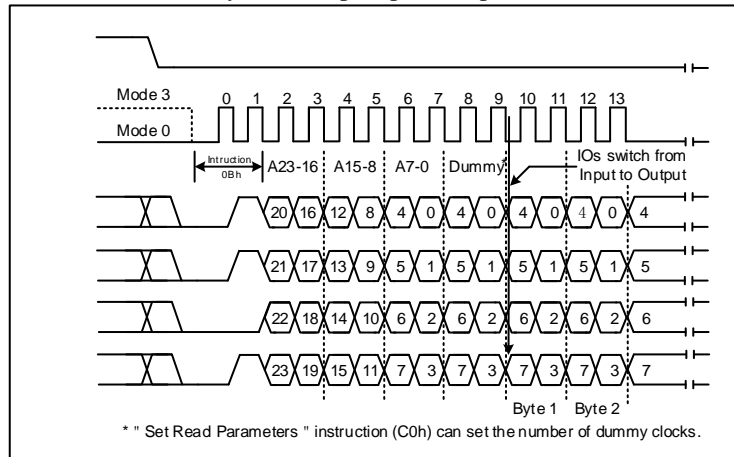 Mode 3
0 1 2 3 4 5 6 7 8 9 10 11 12 13
Mode 0
Intruction
0Bh
A23-16 A15-8 A7-0 Dummy*
IOs switch from
Input to Output
20 16 12 8 4 0 4 0 4 0 4 0 4
21 17 13 9 5 1 5 1 5 1 5 1 5
22 18 14 10 6 2 6 2 6 2 6 2 6
23 19 15 11 7 3 7 3 7 3 7 3 7
Byte 1 Byte 2
* " Set Read Parameters " instruction (C0h) can set the number of dummy clocks.